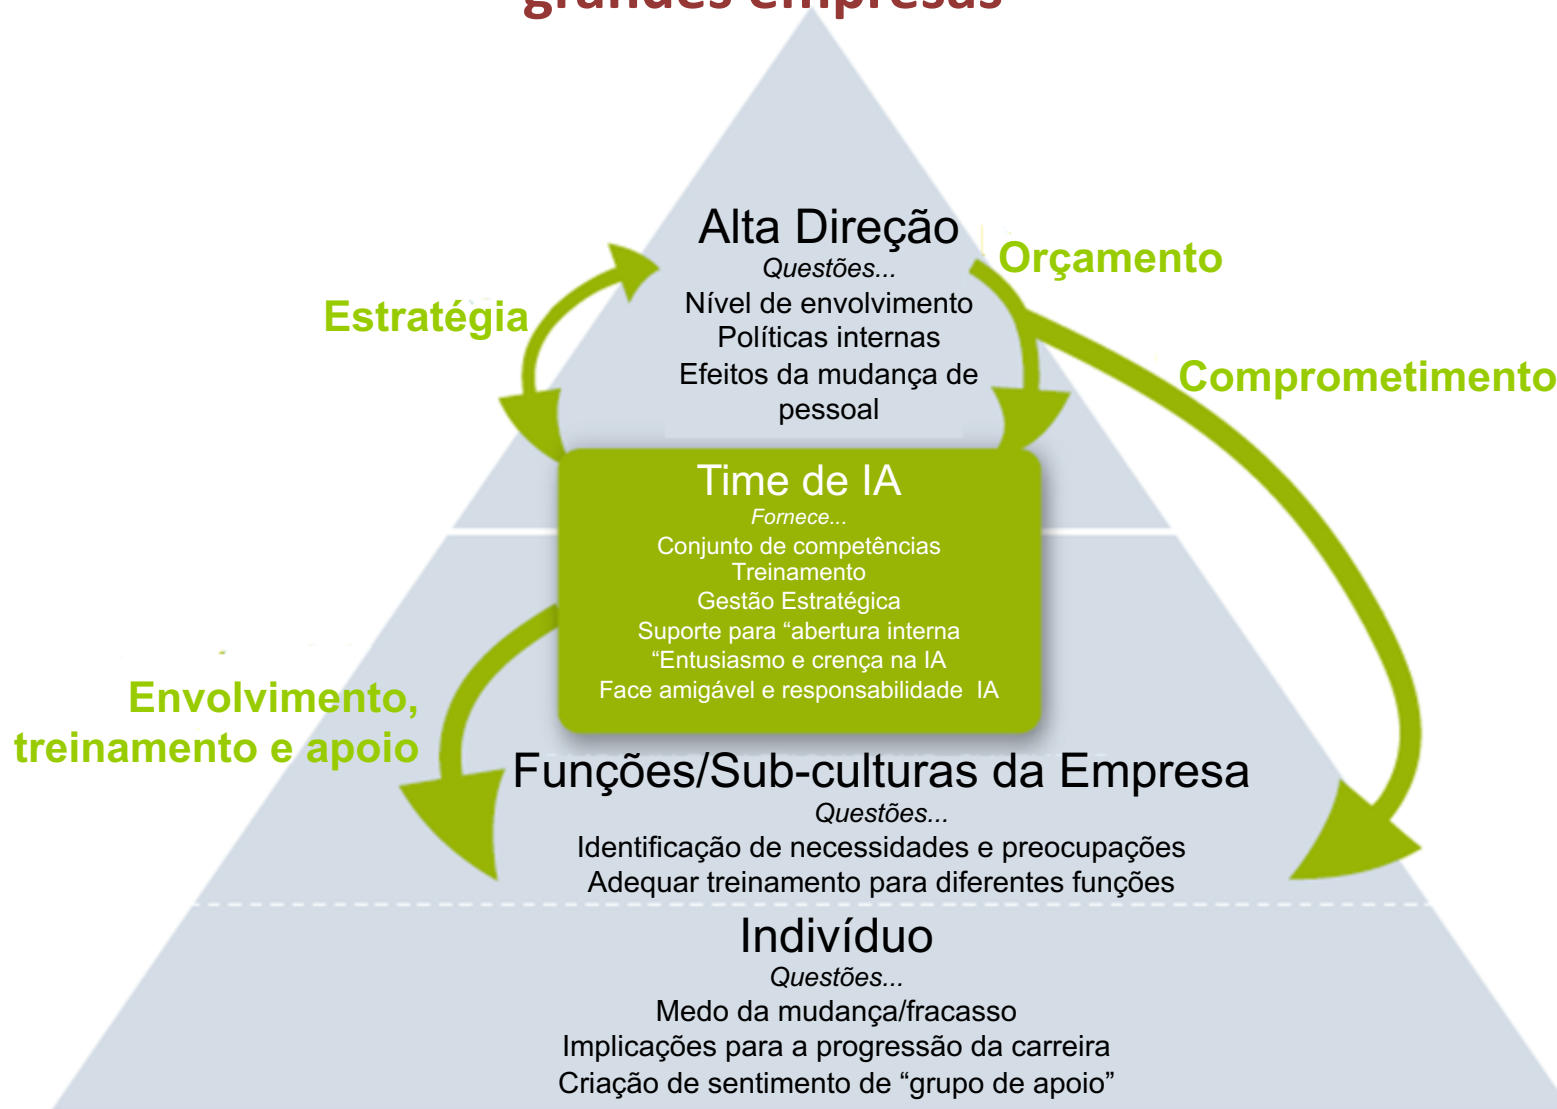 grandes empresas
Alta Direção
Questões...
Nível de envolvimento
Políticas internas
Efeitos da mudança de
pessoal
Orçamento
Estratégia
Comprometimento
Time de IA
Fornece...
Conjunto de competências
Treinamento
Gestão Estratégica
Suporte para “abertura interna
“Entusiasmo e crença na IA
Face amigável e responsabilidade IA
Envolvimento,
treinamento e apoio
Funções/Sub-culturas da Empresa
Questões...
Identificação de necessidades e preocupações
Adequar treinamento para diferentes funções
Indivíduo
Questões...
Medo da mudança/fracasso
Implicações para a progressão da carreira
Criação de sentimento de “grupo de apoio”